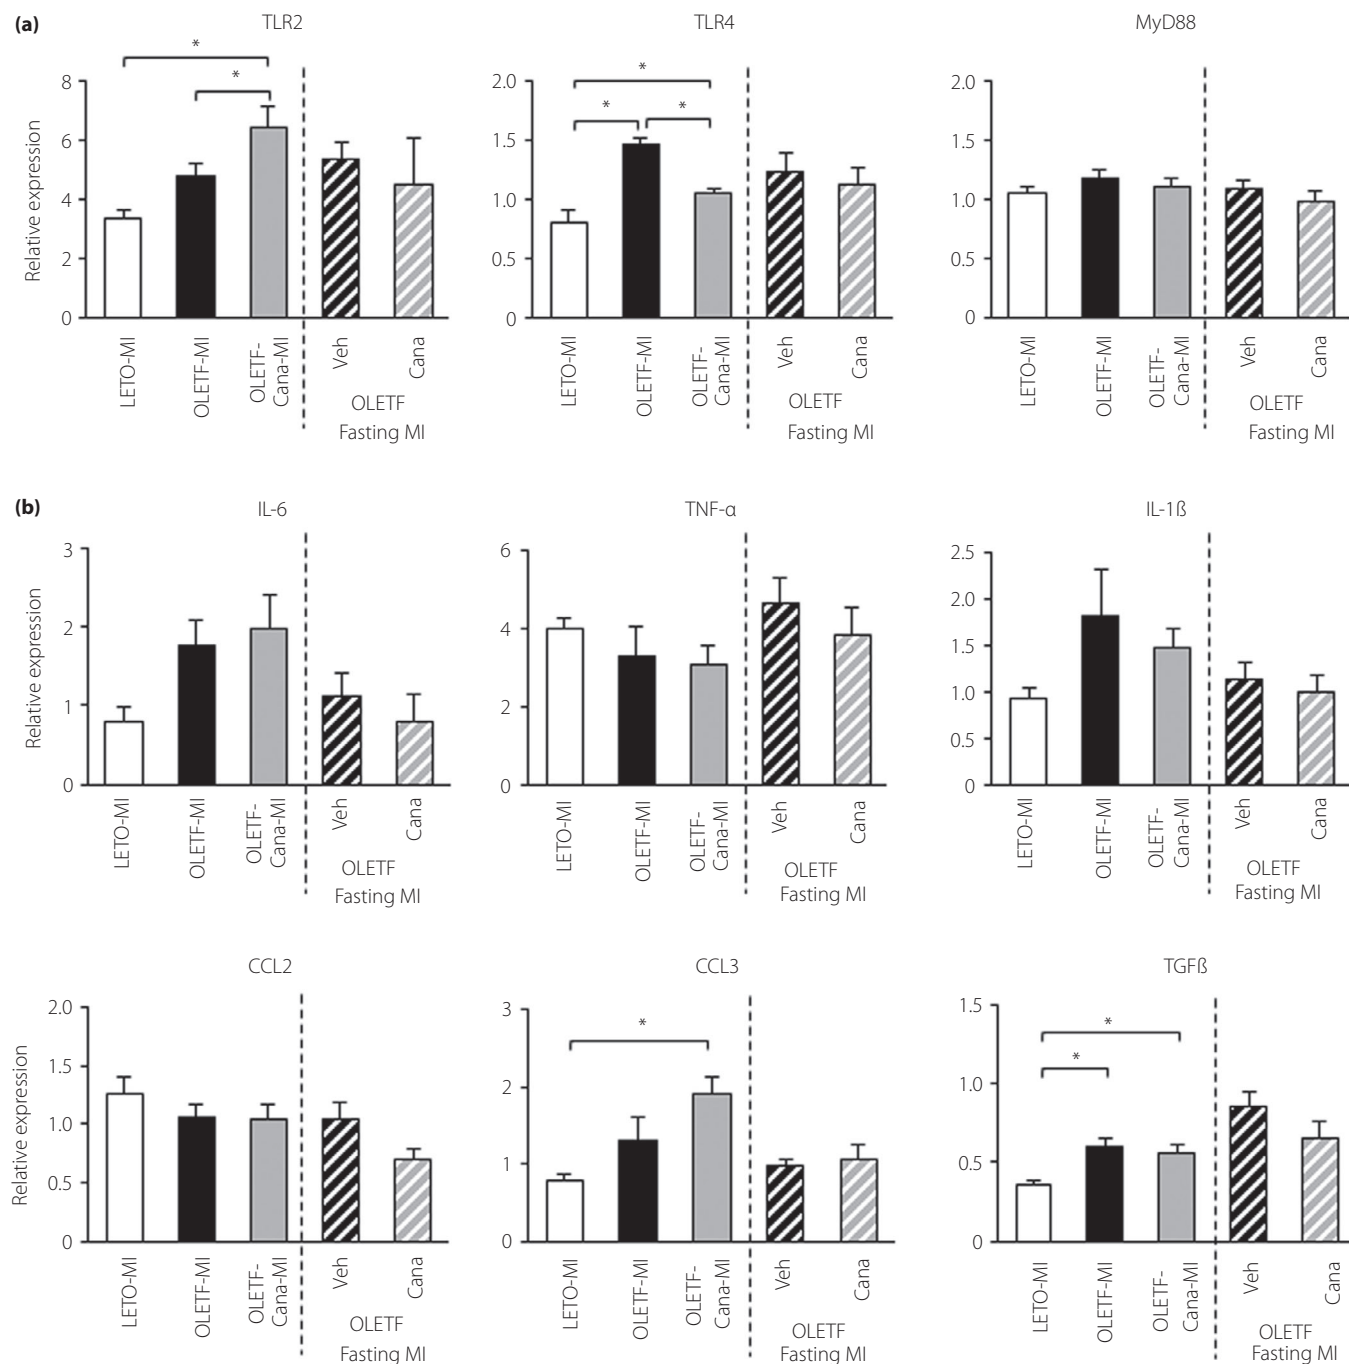 (a)
TLR2
TLR4
MyD88
Relative expression
8
6
4
2
0
*
*
LETO-MI
OLETF-MI
OLETF-
Cana-MI
Veh
Cana
OLETF
Fasting MI
2.0
1.5
1.0
0.5
0
*
*
*
LETO-MI
OLETF-MI
OLETF-
Cana-MI
Veh
Cana
OLETF
Fasting MI
2.0
1.5
1.0
0.5
0
LETO-MI
OLETF-MI
OLETF-
Cana-MI
Veh
Cana
OLETF
Fasting MI
(b)
IL-6
TNF-α
IL-1ß
Relative expression
3
2
1
0
LETO-MI
OLETF-MI
OLETF-
Cana-MI
Veh
Cana
OLETF
Fasting MI
6
4
2
0
LETO-MI
OLETF-MI
OLETF-
Cana-MI
Veh
Cana
OLETF
Fasting MI
2.5
2.0
1.5
1.0
0.5
0
LETO-MI
OLETF-MI
OLETF-
Cana-MI
Veh
Cana
OLETF
Fasting MI
CCL2
CCL3
TGFß
Relative expression
2.0
1.5
1.0
0.5
0
LETO-MI
OLETF-MI
OLETF-
Cana-MI
Veh
Cana
OLETF
Fasting MI
3
2
1
0
*
LETO-MI
OLETF-MI
OLETF-
Cana-MI
Veh
Cana
OLETF
Fasting MI
1.5
1.0
0.5
0
*
*
LETO-MI
OLETF-MI
OLETF-
Cana-MI
Veh
Cana
OLETF
Fasting MI